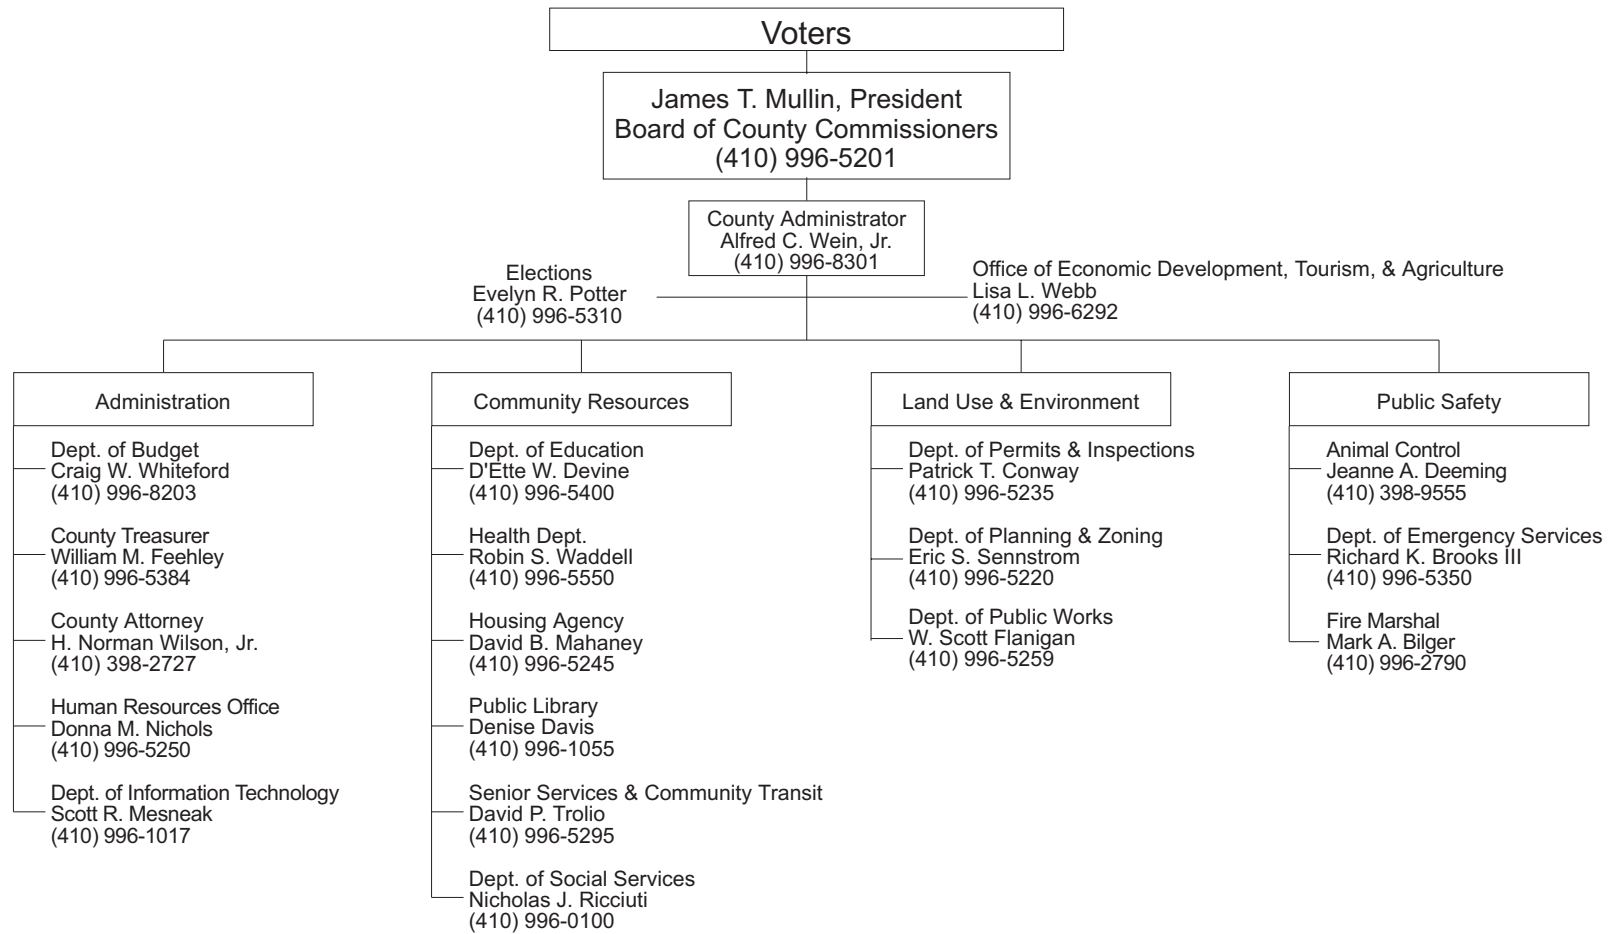 Voters
James T. Mullin, President
Board of County Commissioners
(410) 996-5201
County Administrator
Alfred C. Wein, Jr.
(410) 996-8301
Elections
Evelyn R. Potter
(410) 996-5310
Office of Economic Development, Tourism, & Agriculture
Lisa L. Webb
(410) 996-6292
Administration
Dept. of Budget
Craig W. Whiteford
(410) 996-8203
County Treasurer
William M. Feehley
(410) 996-5384
County Attorney
H. Norman Wilson, Jr.
(410) 398-2727
Human Resources Office
Donna M. Nichols
(410) 996-5250
Dept. of Information Technology
Scott R. Mesneak
(410) 996-1017
Community Resources
Dept. of Education
D'Ette W. Devine
(410) 996-5400
Health Dept.
Robin S. Waddell
(410) 996-5550
Housing Agency
David B. Mahaney
(410) 996-5245
Public Library
Denise Davis
(410) 996-1055
Senior Services & Community Transit
David P. Trolio
(410) 996-5295
Dept. of Social Services
Nicholas J. Ricciuti
(410) 996-0100
Land Use & Environment
Dept. of Permits & Inspections
Patrick T. Conway
(410) 996-5235
Dept. of Planning & Zoning
Eric S. Sennstrom
(410) 996-5220
Dept. of Public Works
W. Scott Flanigan
(410) 996-5259
Public Safety
Animal Control
Jeanne A. Deeming
(410) 398-9555
Dept. of Emergency Services
Richard K. Brooks III
(410) 996-5350
Fire Marshal
Mark A. Bilger
(410) 996-2790